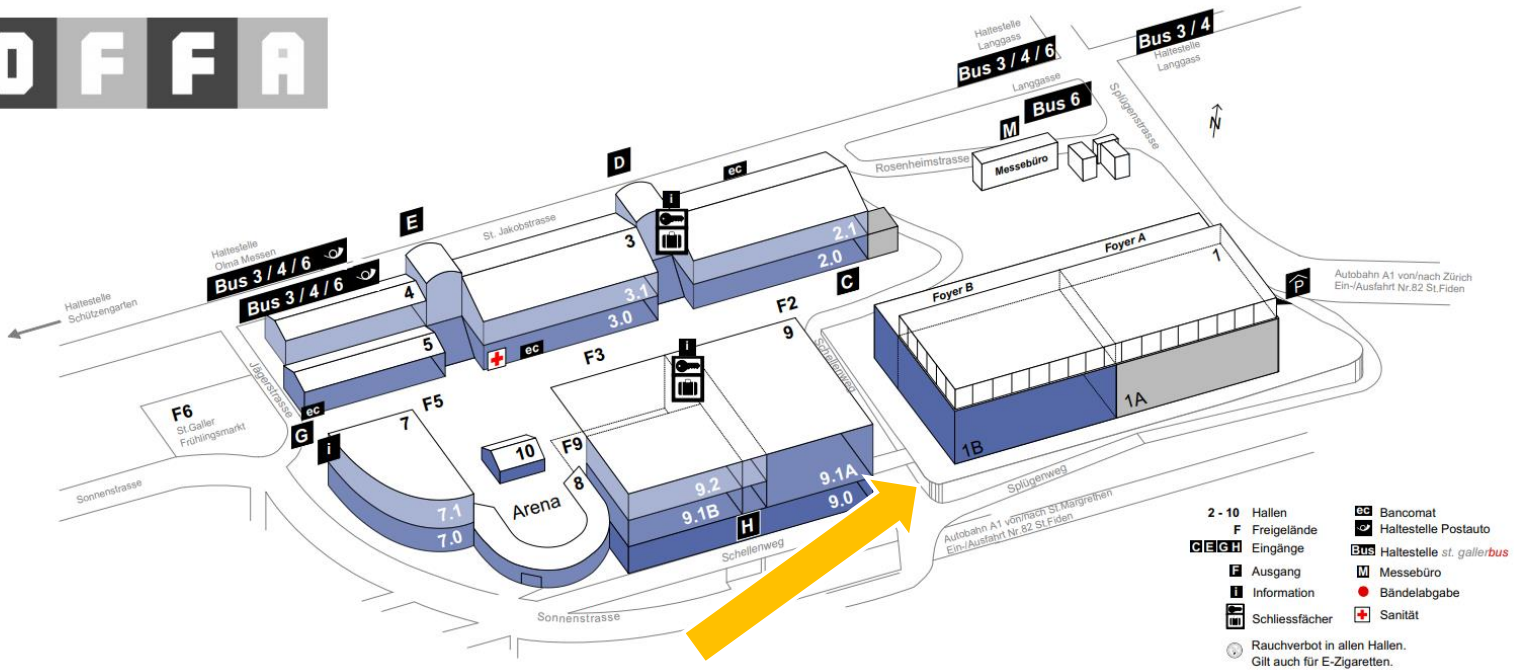 O F F A
Haltestelle
Langgass
Bus 3 / 4 / 6
Bus 3 / 4
Haltestelle
Langgass
Langgasse
Bus 6
Splügenstrasse
N
M
Messebüro
Rosenheimstrasse
D
ec
i
E
St. Jakobstrasse
3
2.1
2.0
C
Haltestelle
Olma Messen
Bus 3 / 4 / 6
Bus 3 / 4 / 6
Haltestelle
Schützengarten
4
3.1
3.0
5
ec
F2
F3
9
i
Foyer A
Foyer B
1
P
Autobahn A1 von/nach Zürich
Ein-/Ausfahrt Nr.82 St.Fiden
Schellenweg
1A
1B
Jägerstrasse
F6
St.Galler
Frühlingsmarkt
ec
G
i
F5
7
10
F9
8
Arena
7.1
7.0
9.2
9.1B
9.1A
9.0
H
Sonnenstrasse
Schellenweg
Sonnenstrasse
Splügenweg
Autobahn A1 von/nach St.Margrethen
Ein-/Ausfahrt Nr.82 St.Fiden
2 - 10 Hallen
F Freigelände
C E G H Eingänge
F Ausgang
i Information
Schliessfächer
Rauchverbot in allen Hallen.
Gilt auch für E-Zigaretten.
ec Bancomat
Haltestelle Postauto
Bus Haltestelle st. gallerbus
M Messebüro
Bändelabgabe
Sanität